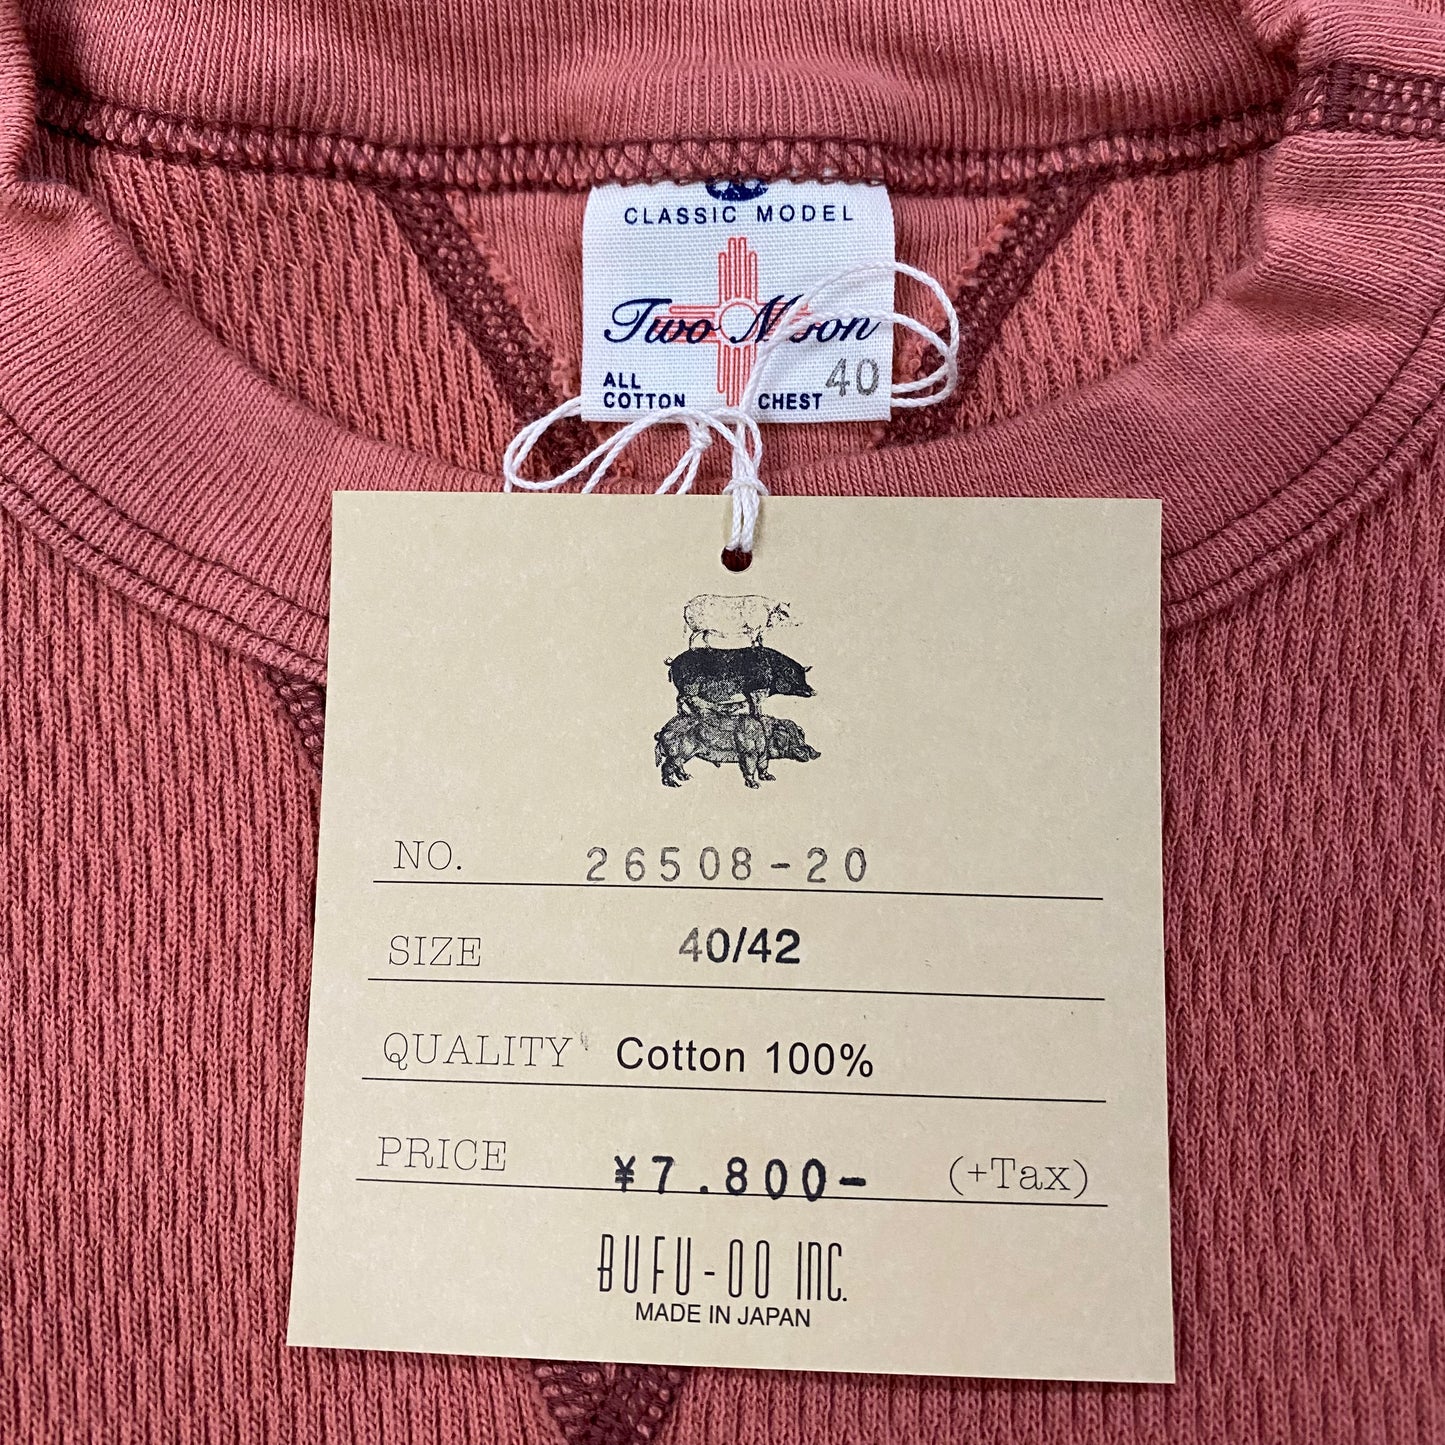 CLASSIC MODEL
Two Moon
ALL
COTTON CHEST 40
NO. 26508-20
SIZE 40/42
QUALITY Cotton 100%
PRICE ¥7.800- (+Tax)
BUFU-OO INC.
MADE IN JAPAN